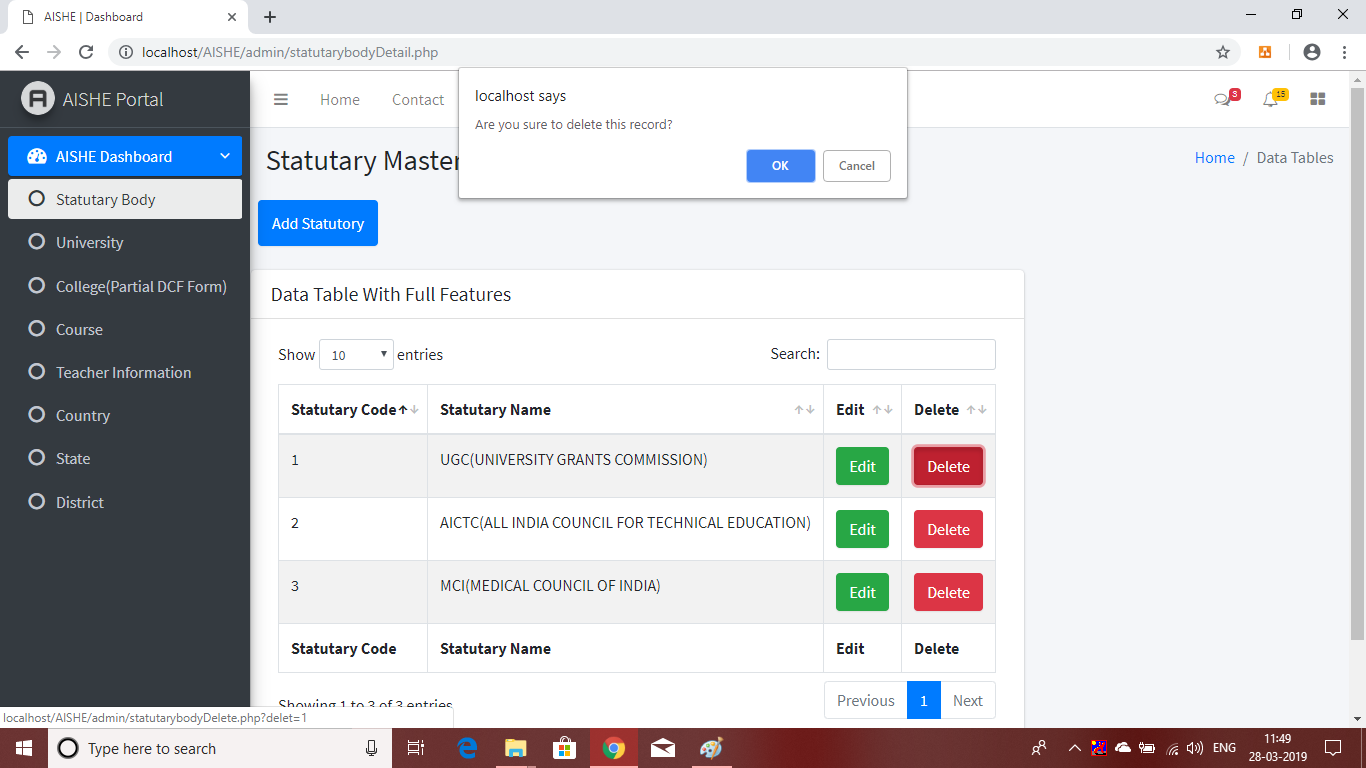 AISHE | Dashboard
localhost/AISHE/admin/statutarybodyDetail.php
AISHE Portal
Home
Contact
localhost says
Are you sure to delete this record?
OK
Cancel
3
15
AISHE Dashboard
Statutary Body
University
College(Partial DCF Form)
Course
Teacher Information
Country
State
District
Statutary Master
Home / Data Tables
Add Statutory
Data Table With Full Features
Show 10 entries
Search:
Statutary Code Statutary Name Edit Delete
1 UGC(UNIVERSITY GRANTS COMMISSION) Edit Delete
2 AICTC(ALL INDIA COUNCIL FOR TECHNICAL EDUCATION) Edit Delete
3 MCI(MEDICAL COUNCIL OF INDIA) Edit Delete
Statutary Code Statutary Name Edit Delete
Showing 1 to 3 of 3 entries
Previous 1 Next
localhost/AISHE/admin/statutarybodyDelete.php?delet=1
Type here to search
ENG
11:49
28-03-2019